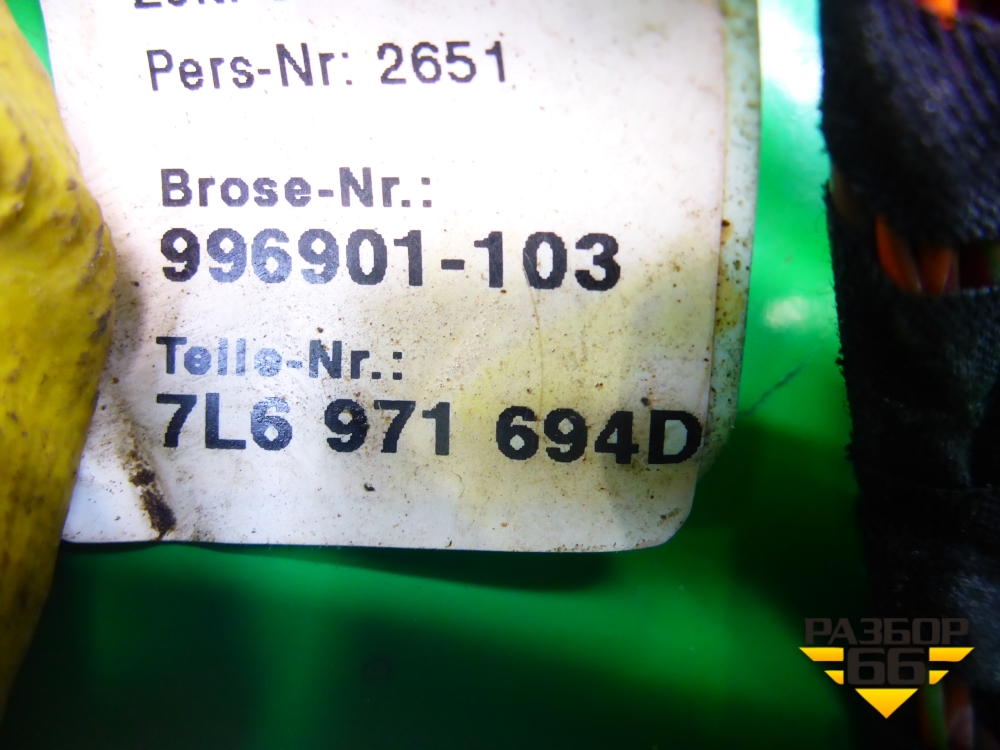 Pers-Nr: 2651
Brose-Nr.:
996901-103
Teile-Nr.:
7L6 971 694D
РАЗБОР
66